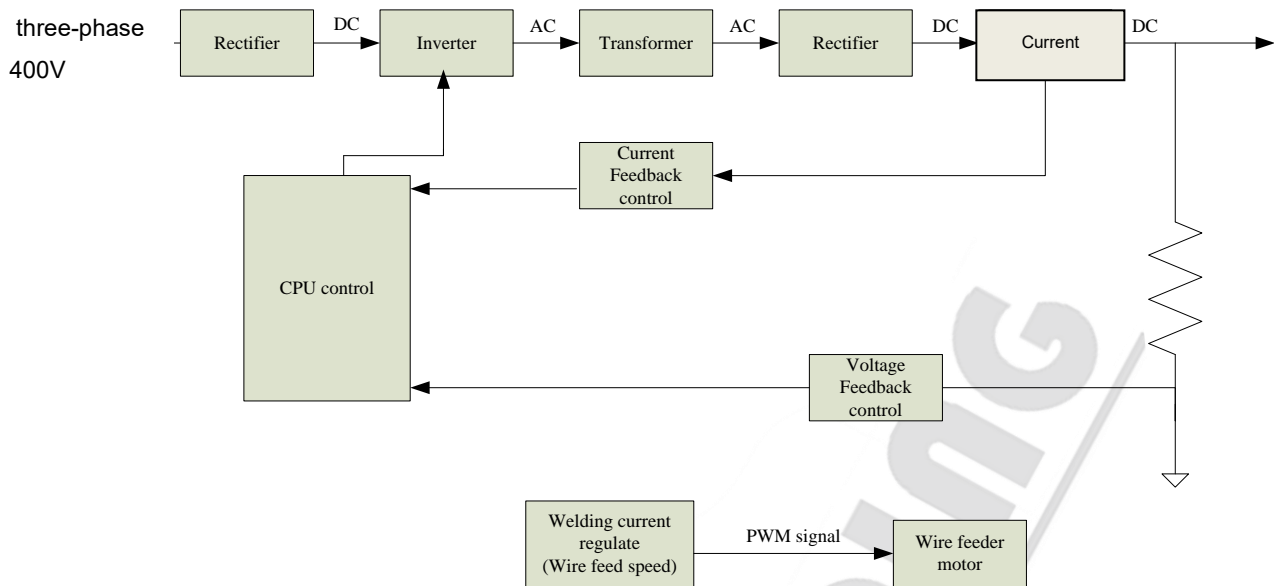 three-phase
400V
Rectifier
DC
Inverter
AC
Transformer
AC
Rectifier
DC
Current
DC
Current
Feedback
control
CPU control
Voltage
Feedback
control
Welding current
regulate
(Wire feed speed)
PWM signal
Wire feeder
motor